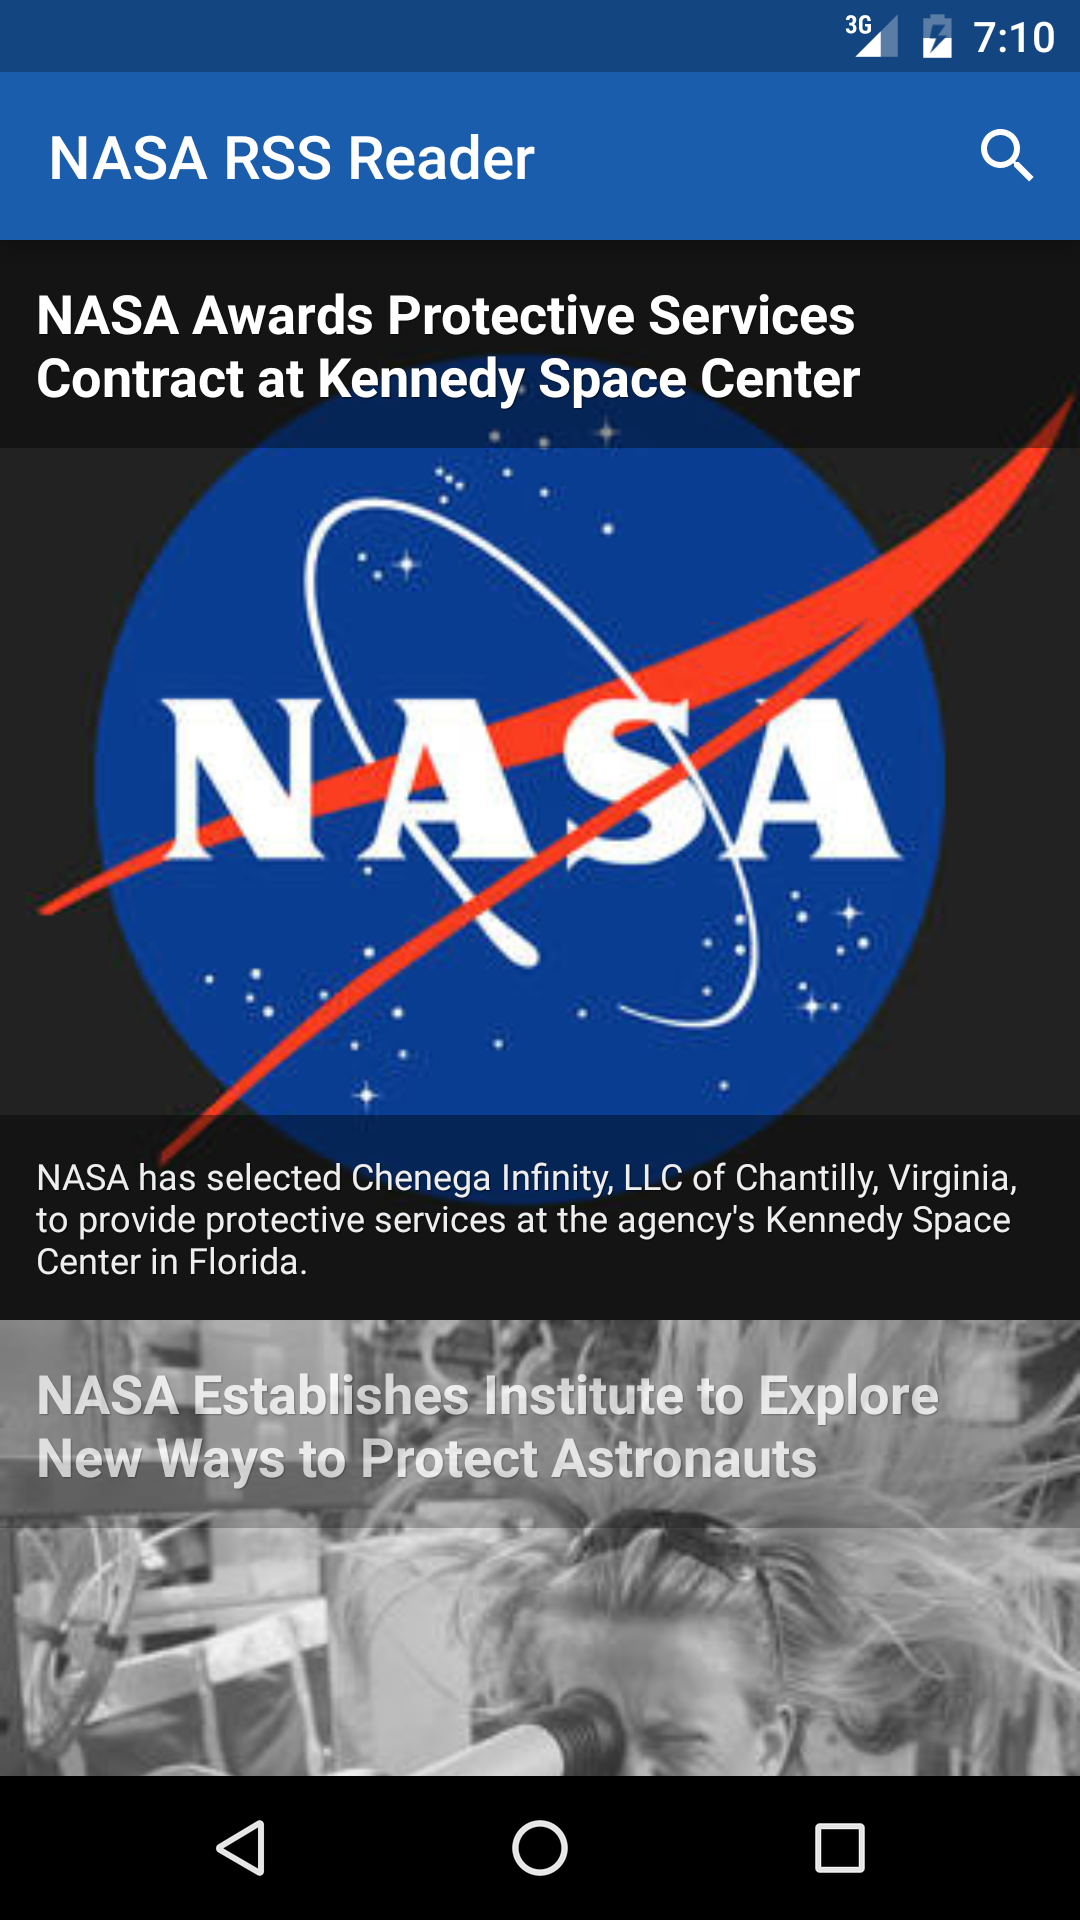 3G 7:10
NASA RSS Reader
NASA Awards Protective Services
Contract at Kennedy Space Center
NASA
NASA has selected Chenega Infinity, LLC of Chantilly, Virginia,
to provide protective services at the agency's Kennedy Space
Center in Florida.
NASA Establishes Institute to Explore
New Ways to Protect Astronauts